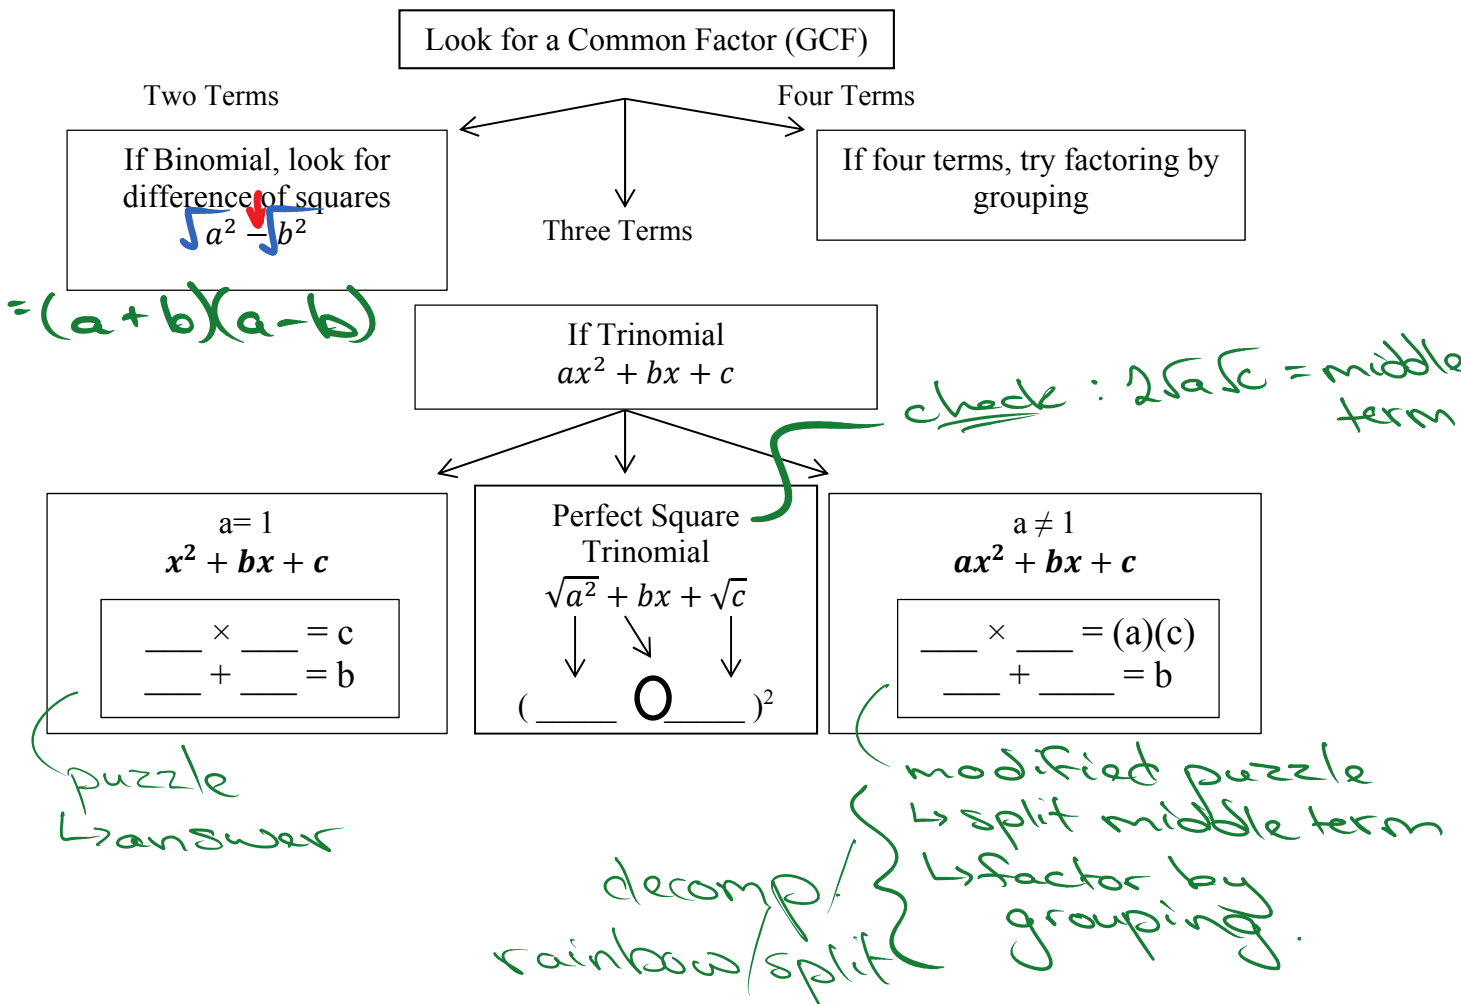 Look for a Common Factor (GCF)
Two Terms
Four Terms
If Binomial, look for
difference of squares
√a² − √b²
= (a + b)(a − b)
Three Terms
If four terms, try factoring by
grouping
If Trinomial
ax² + bx + c
check : 2√a√c = middle
term
a= 1
x² + bx + c
___ × ___ = c
___ + ___ = b
puzzle
↳ answer
Perfect Square
Trinomial
√a² + bx + √c
( _____ O _____ )²
a ≠ 1
ax² + bx + c
___ × ___ = (a)(c)
___ + ____ = b
modified puzzle
↳ split middle term
↳ factor by
grouping.
decomp/
rainbow/split